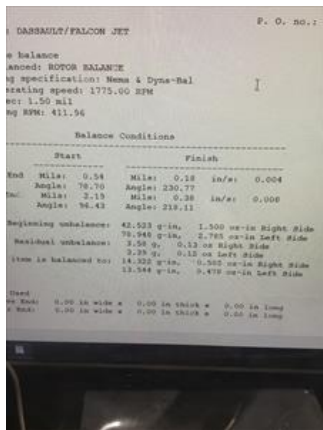 P. O. no.:
: DASSAULT/FALCON JET
e balance
anced: ROTOR BALANCE
ng specification: Nema & Dyna-Bal
erating speed: 1775.00 RPM
ec: 1.50 mil
ng RPM: 411.96
Balance Conditions
Start Finish
End Mils: 0.54 Mils: 0.18 in/s: 0.004
Angle: 78.70 Angle: 230.77
End Mils: 2.19 Mils: 0.38 in/s: 0.008
Angle: 96.43 Angle: 218.11
Beginning unbalance: 42.523 g-in, 1.500 oz-in Right Side
78.948 g-in, 2.785 oz-in Left Side
Residual unbalance: 3.58 g, 0.13 oz Right Side
3.39 g, 0.12 oz Left Side
item is balanced to: 14.322 g-in, 0.505 oz-in Right Side
13.544 g-in, 0.478 oz-in Left Side
Used
End: 0.00 in wide x 0.00 in thick x 0.00 in long
End: 0.00 in wide x 0.00 in thick x 0.00 in long